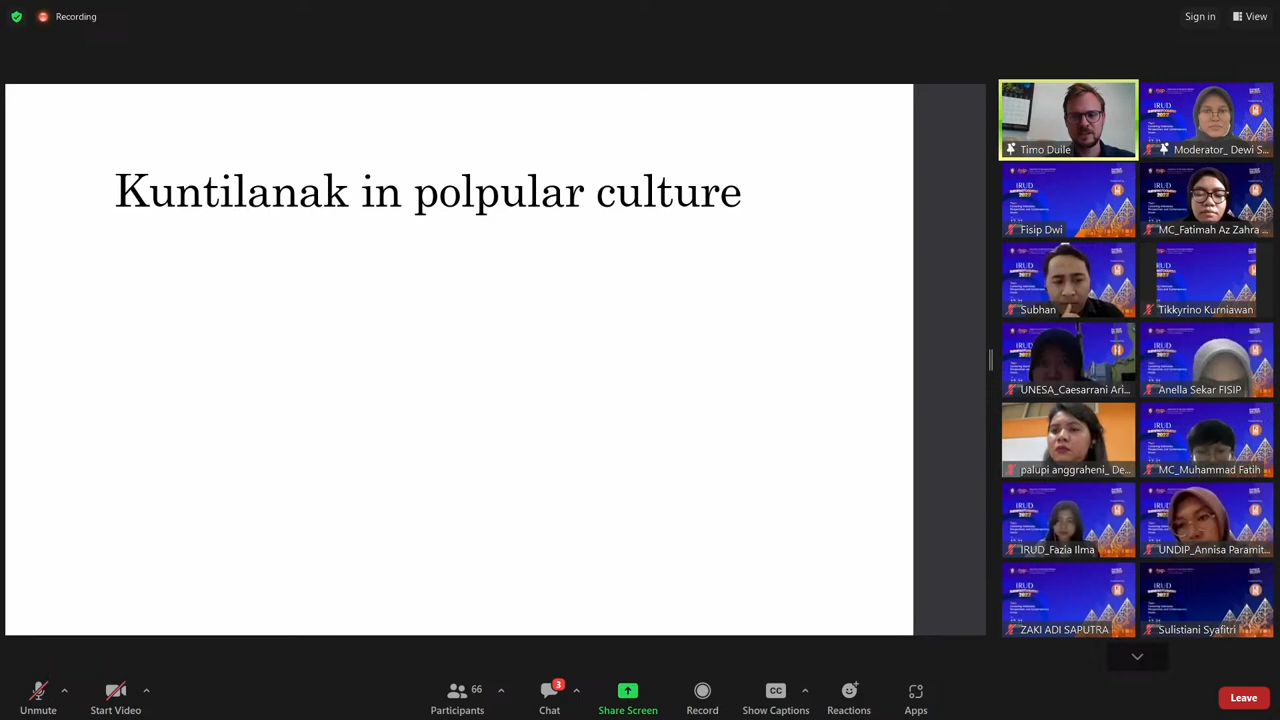 Recording
Sign in
View
Kuntilanak in polpular culture
Timo Duile
Moderator_ Dewi S...
Fisip Dwi
MC_Fatimah Az Zahra ...
Subhan
Tikkyrino Kurniawan
UNESA_Caesarrani Ari...
Anella Sekar FISIP
palupi anggraheni_ De...
MC_Muhammad Fatih
IRUD_Fazia Ilma
UNDIP_Annisa Paramit...
ZAKI ADI SAPUTRA
Sulistiani Syafitri
IRUD
2023
Unmute
Start Video
66
Participants
3
Chat
Share Screen
Record
CC
Show Captions
Reactions
Apps
Leave